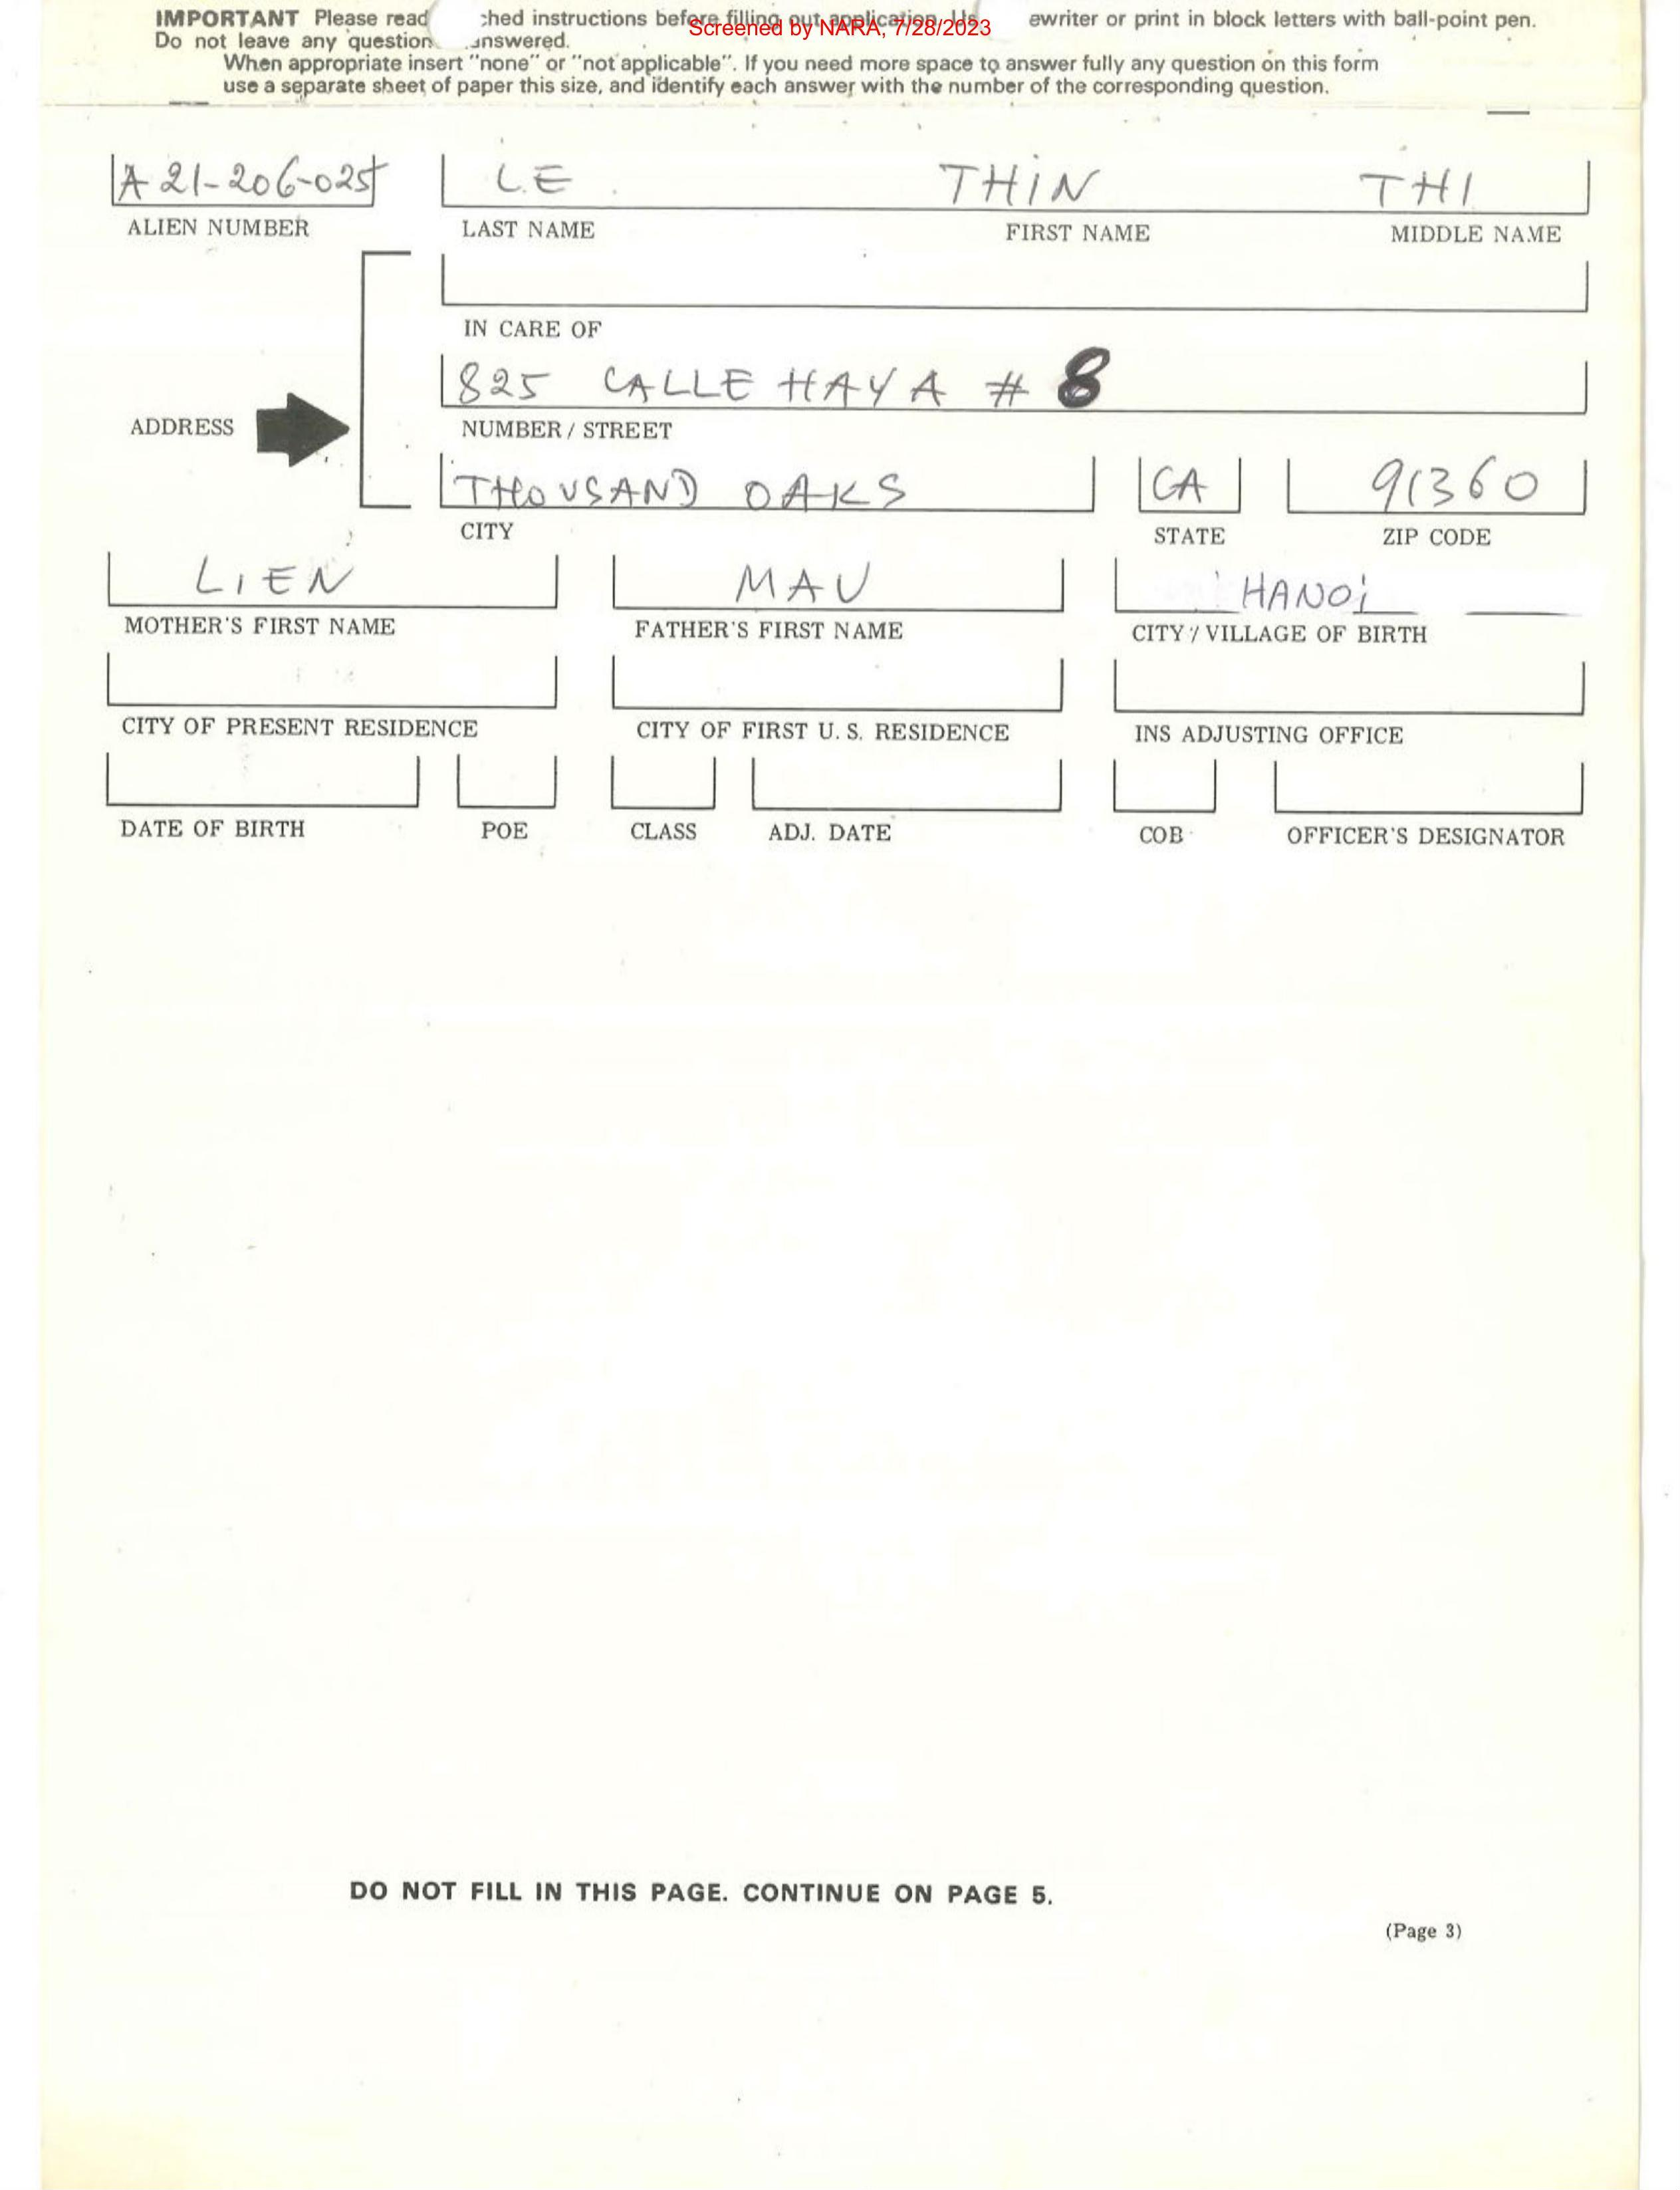 IMPORTANT Please read ched instructions before filling out application. Us ewriter or print in block letters with ball-point pen.
Screened by NARA, 7/28/2023
Do not leave any question answered.
When appropriate insert "none" or "not applicable". If you need more space to answer fully any question on this form
use a separate sheet of paper this size, and identify each answer with the number of the corresponding question.
A 21-206-025 LE THIN THI
ALIEN NUMBER LAST NAME FIRST NAME MIDDLE NAME
IN CARE OF
825 CALLE HAYA # 8
ADDRESS NUMBER / STREET
THOUSAND OAKS CA 91360
CITY STATE ZIP CODE
LIEN MAU HANOI
MOTHER'S FIRST NAME FATHER'S FIRST NAME CITY / VILLAGE OF BIRTH
CITY OF PRESENT RESIDENCE CITY OF FIRST U. S. RESIDENCE INS ADJUSTING OFFICE
DATE OF BIRTH POE CLASS ADJ. DATE COB OFFICER'S DESIGNATOR
DO NOT FILL IN THIS PAGE. CONTINUE ON PAGE 5.
(Page 3)